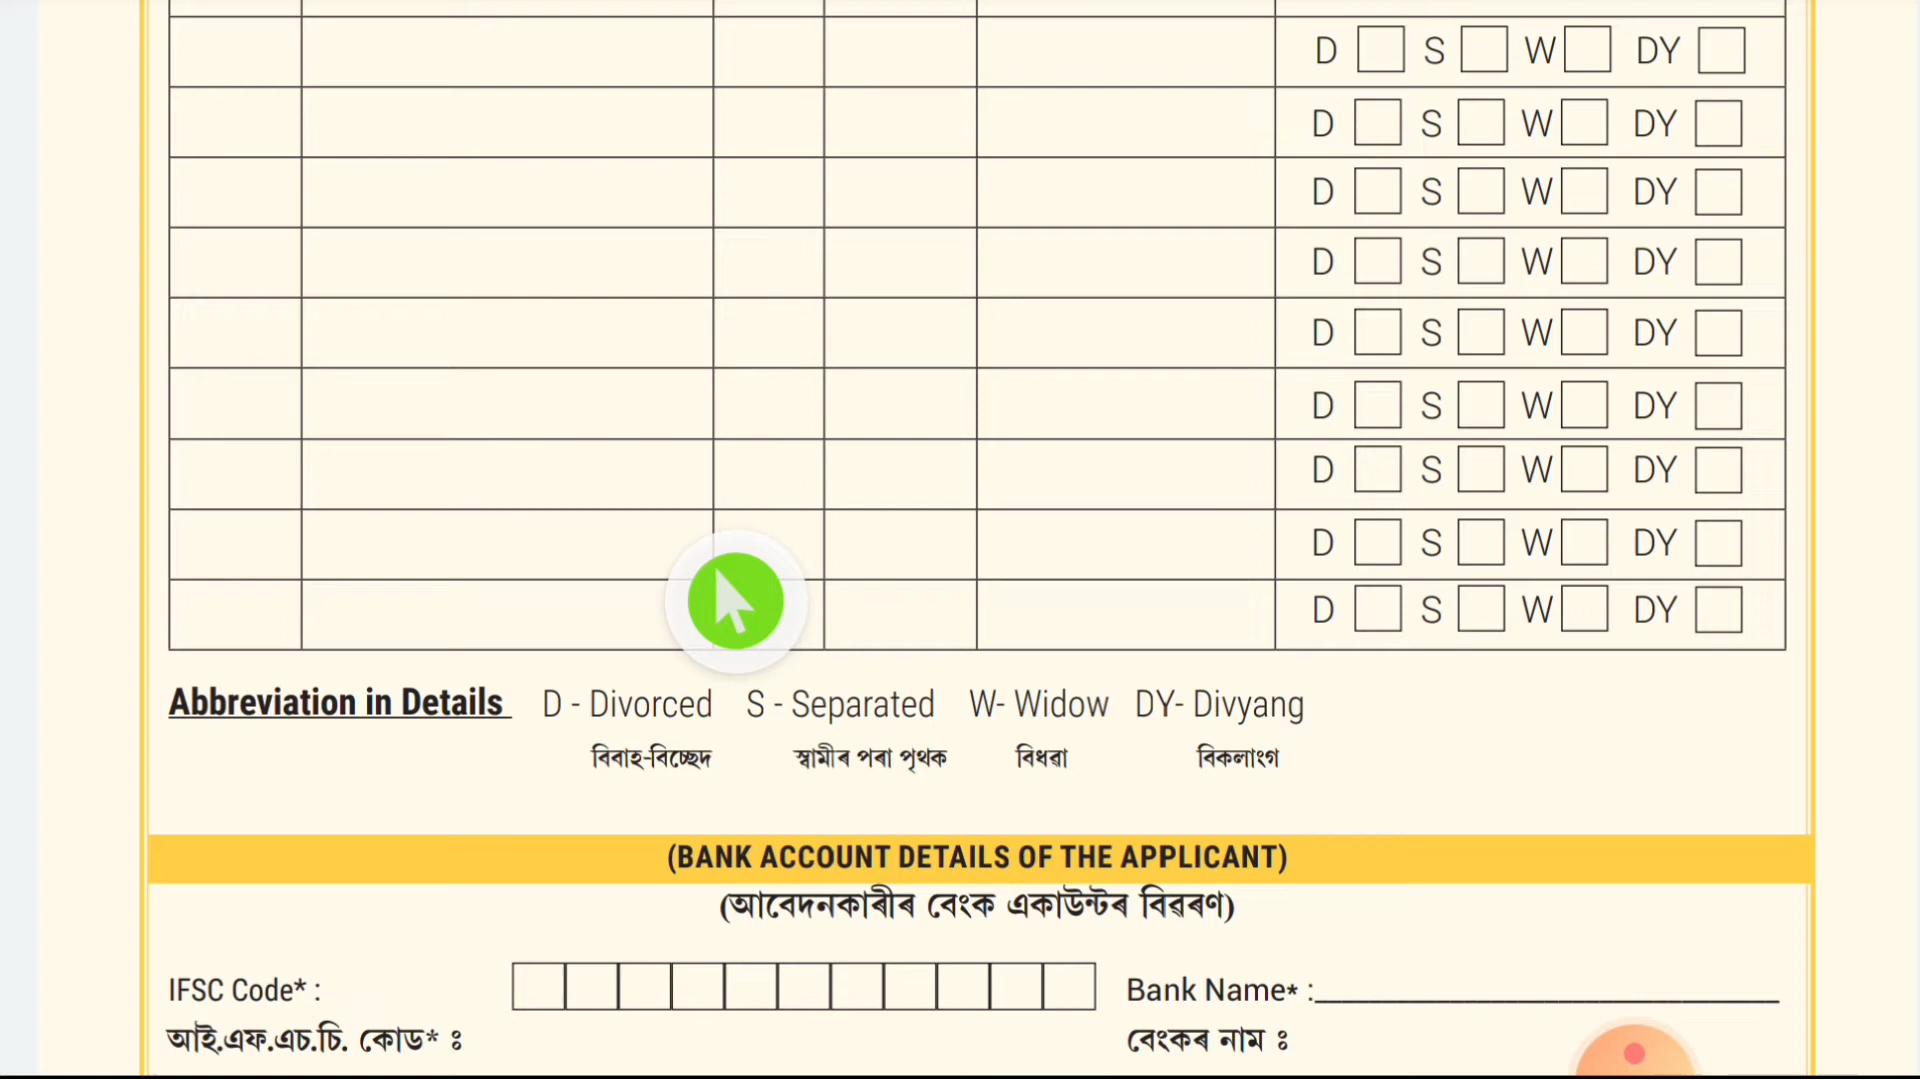 D S W DY
D S W DY
D S W DY
D S W DY
D S W DY
D S W DY
D S W DY
D S W DY
D S W DY
Abbreviation in Details D - Divorced S - Separated W- Widow DY- Divyang
বিবাহ-বিচ্ছেদ স্বামীৰ পৰা পৃথক বিধৱা বিকলাংগ
(BANK ACCOUNT DETAILS OF THE APPLICANT)
(আবেদনকাৰীৰ বেংক একাউন্টৰ বিৱৰণ)
IFSC Code* : Bank Name* :
আই.এফ.এচ.চি. কোড* ঃ বেংকৰ নাম ঃ